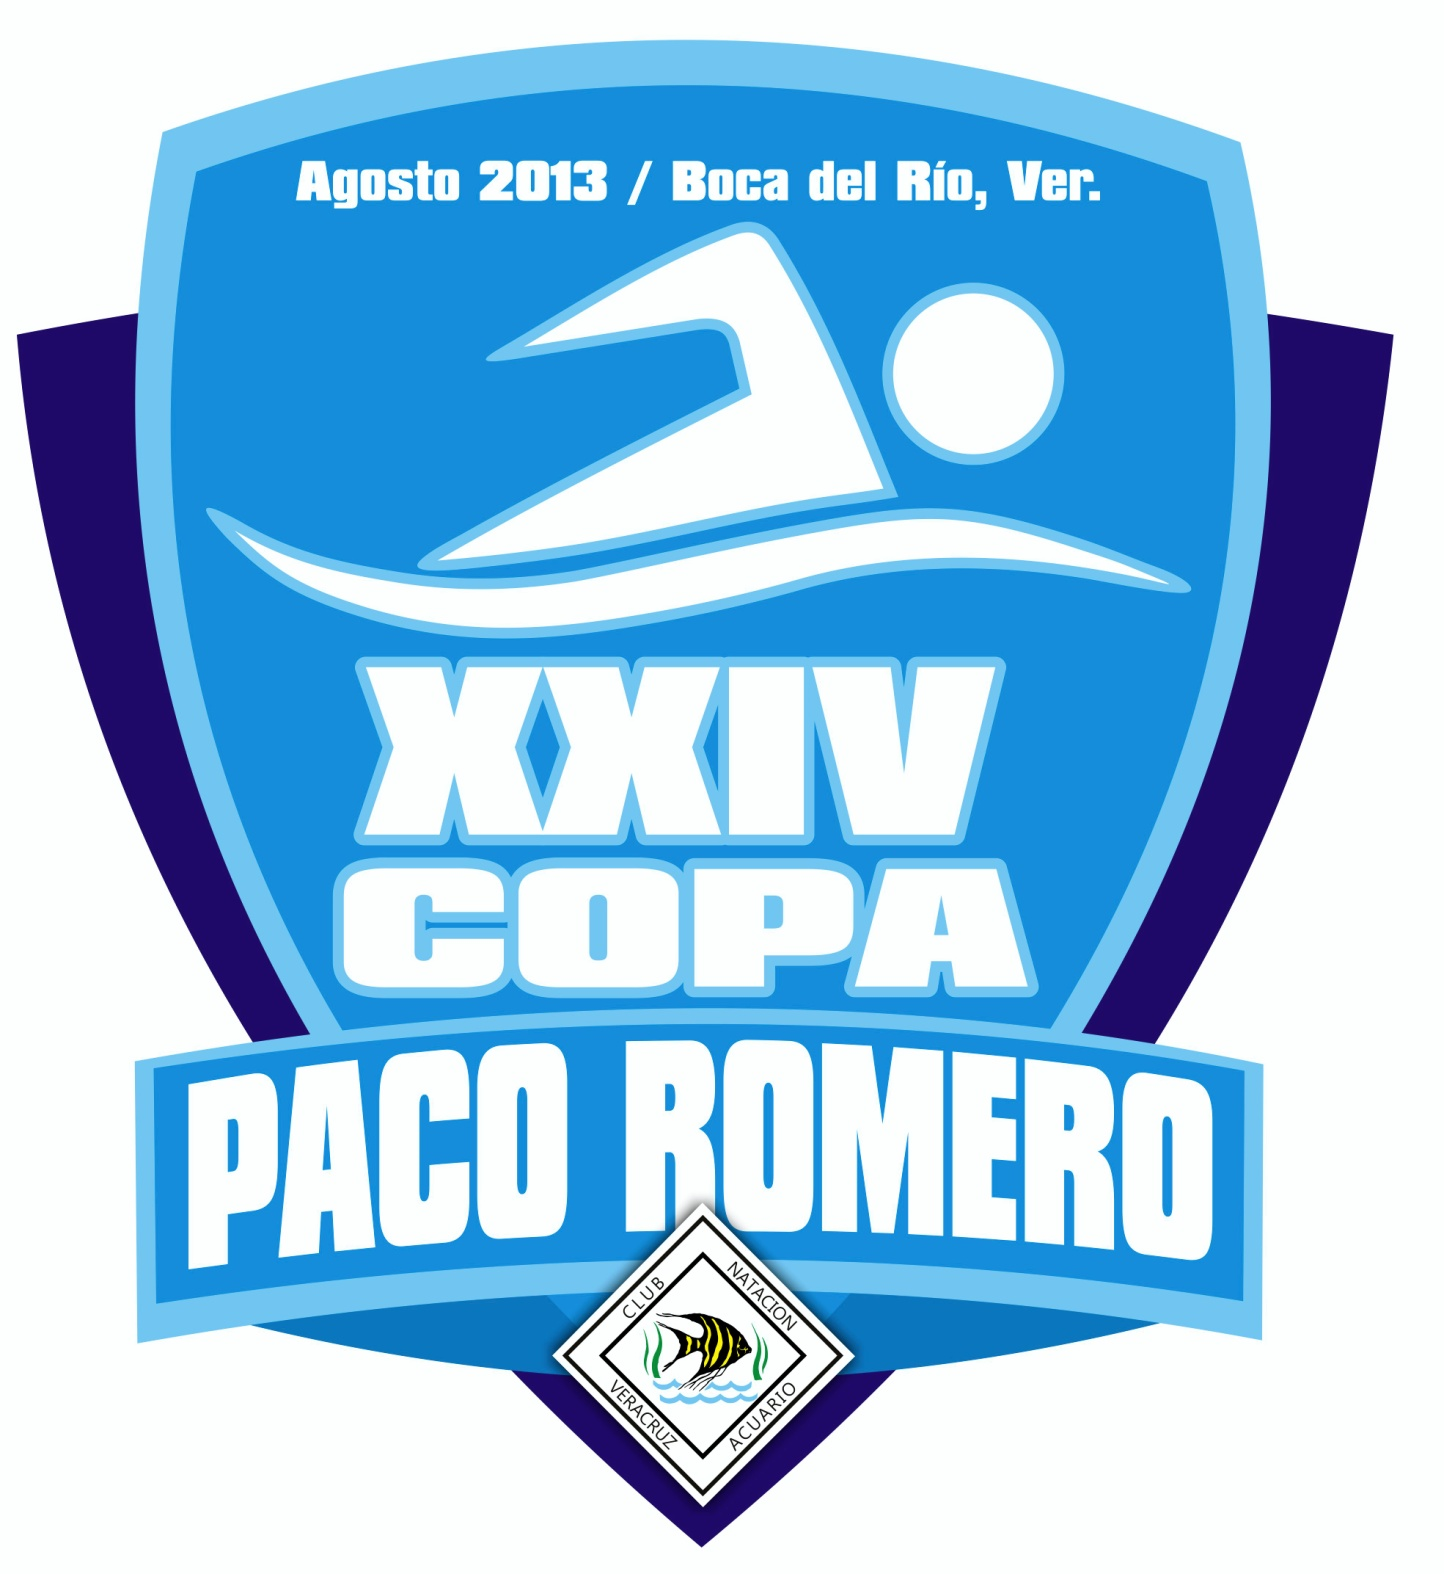 Agosto 2013 / Boca del Río, Ver.
XXIV
COPA
PACO ROMERO
CLUB
NATACION
VERACRUZ
ACUARIO